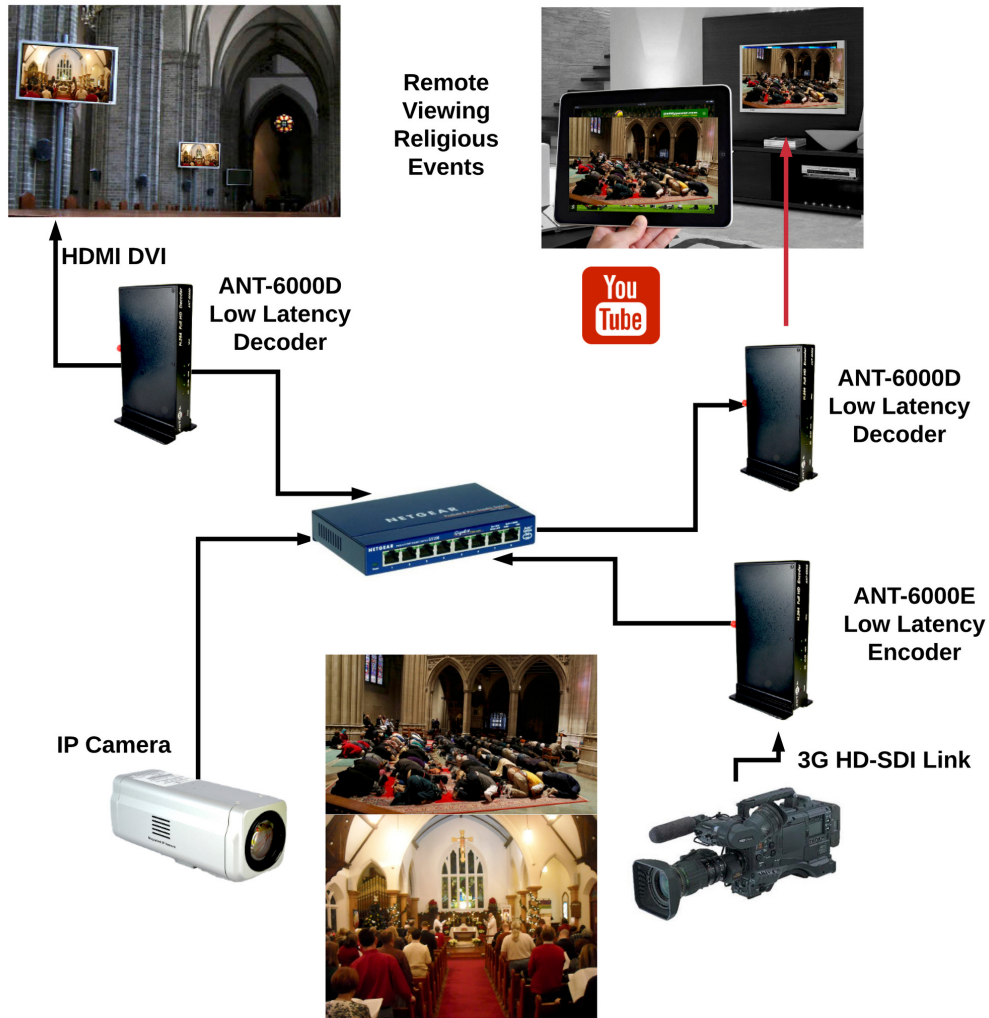 Remote
Viewing
Religious
Events
HDMI DVI
ANT-6000D
Low Latency
Decoder
You
Tube
ANT-6000D
Low Latency
Decoder
NETGEAR
NETGEAR
ANT-6000E
Low Latency
Encoder
IP Camera
3G HD-SDI Link